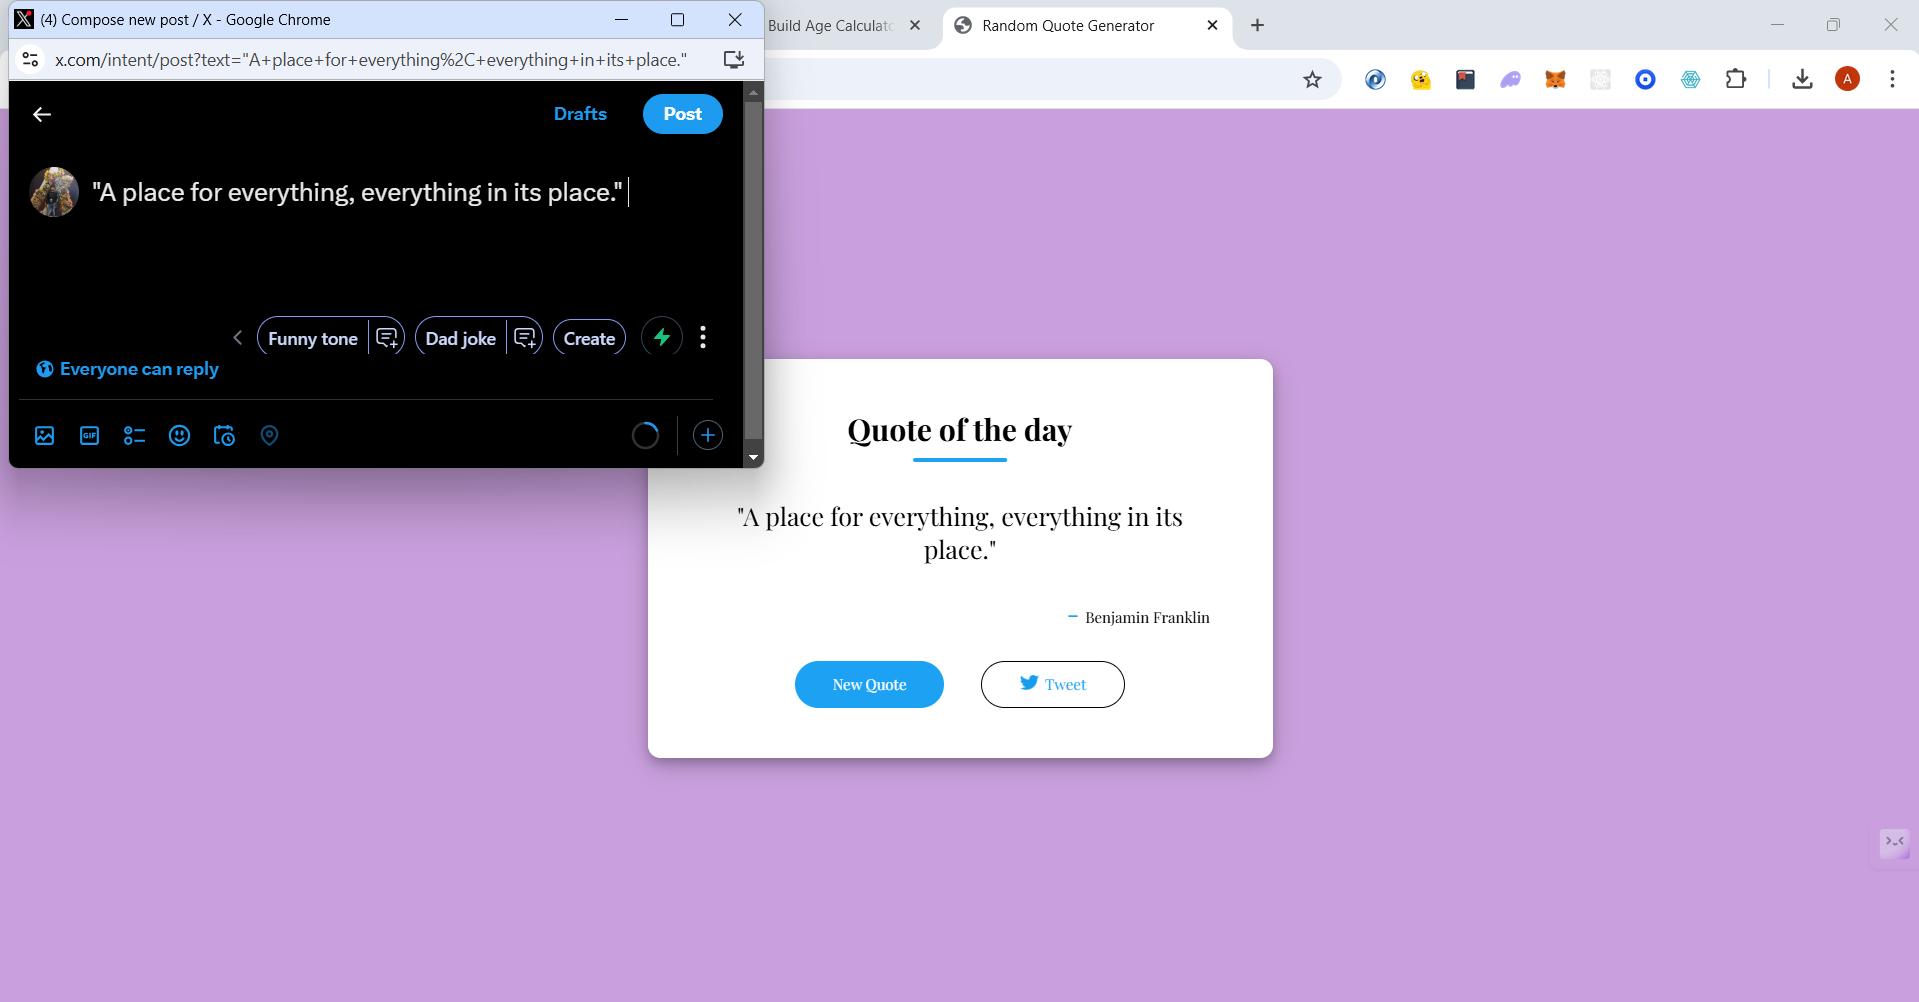 (4) Compose new post / X - Google Chrome
x.com/intent/post?text="A+place+for+everything%2C+everything+in+its+place."
Build Age Calculato
Random Quote Generator
A
Drafts
Post
"A place for everything, everything in its place."
Funny tone
Dad joke
Create
Everyone can reply
GIF
Quote of the day
"A place for everything, everything in its
place."
– Benjamin Franklin
New Quote
Tweet